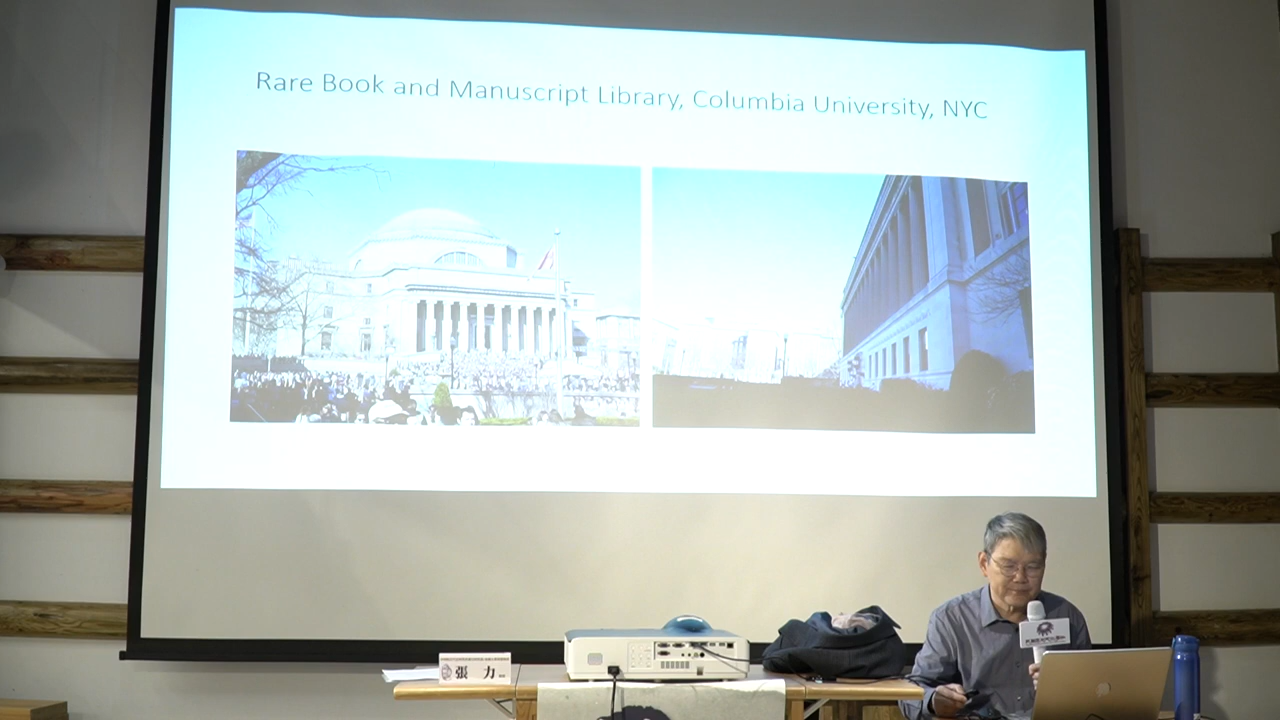 Rare Book and Manuscript Library, Columbia University, NYC
張 力